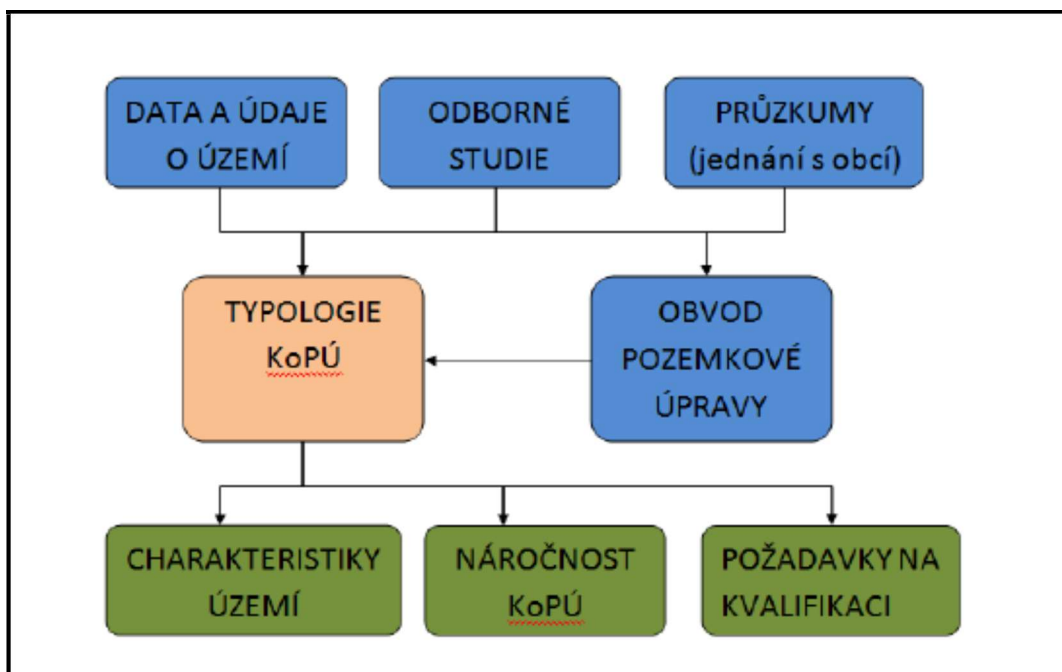 DATA A ÚDAJE
O ÚZEMÍ
ODBORNÉ
STUDIE
PRŮZKUMY
(jednání s obcí)
TYPOLOGIE
KoPÚ
OBVOD
POZEMKOVÉ
ÚPRAVY
CHARAKTERISTIKY
ÚZEMÍ
NÁROČNOST
KoPÚ
POŽADAVKY NA
KVALIFIKACI